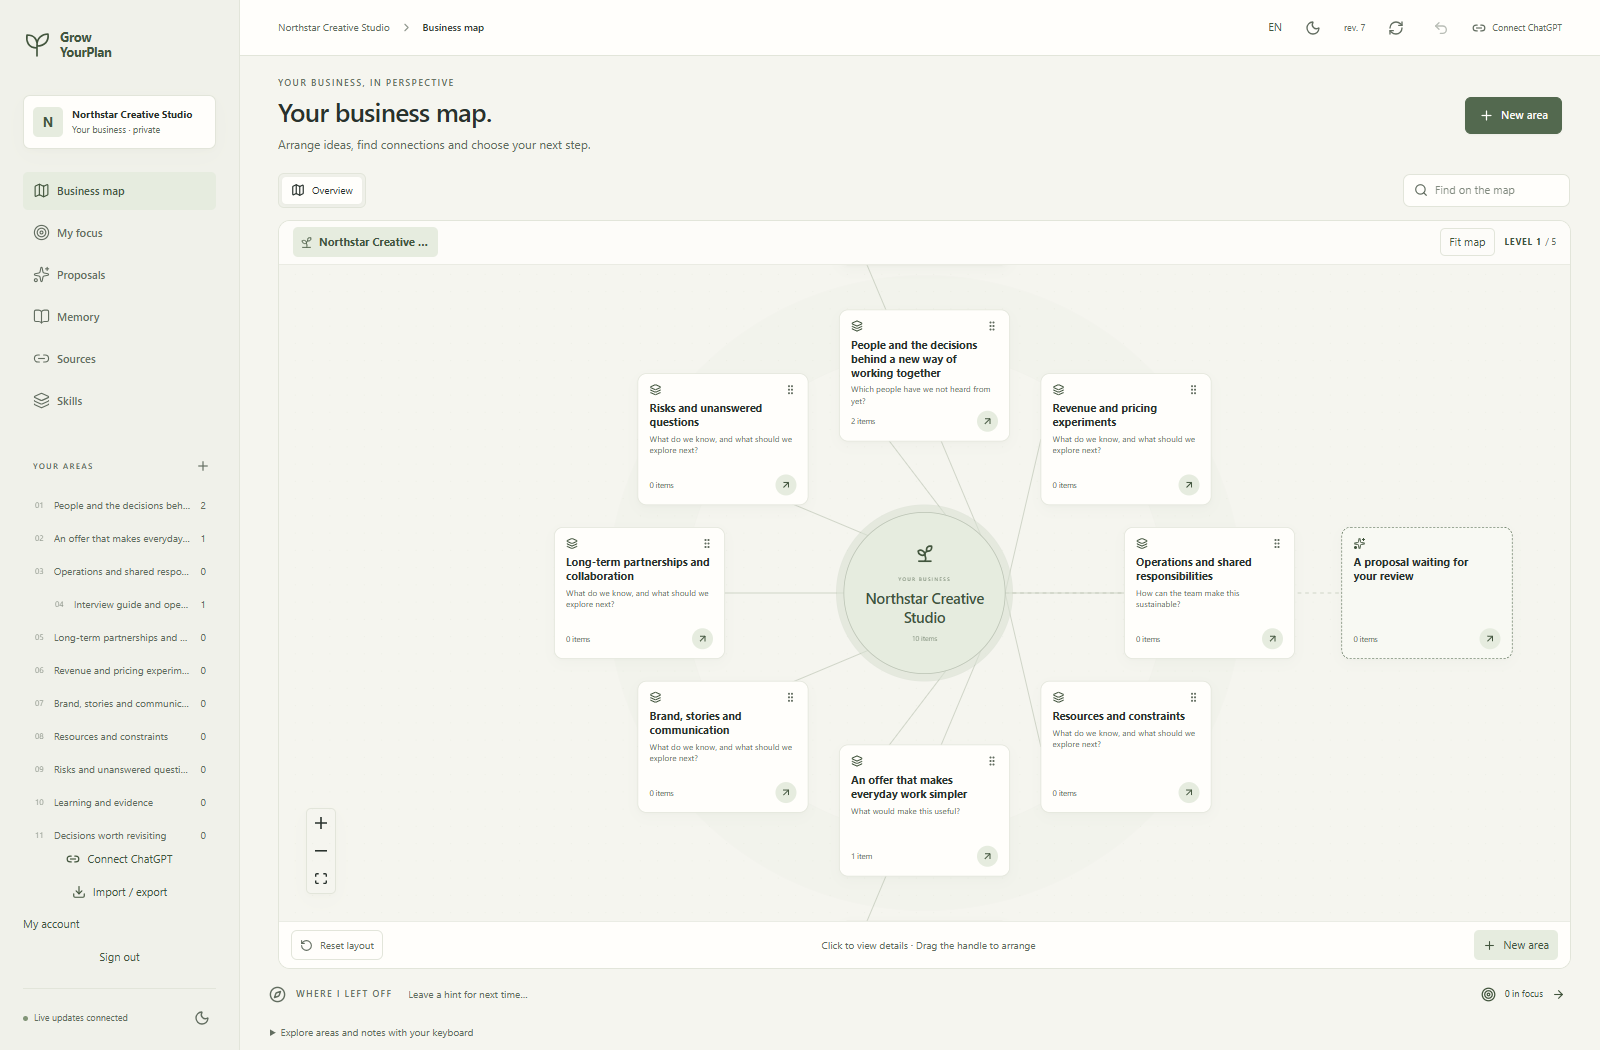 Grow
YourPlan
N
Northstar Creative Studio
Your business · private
Business map
My focus
Proposals
Memory
Sources
Skills
YOUR AREAS
01 People and the decisions beh... 2
02 An offer that makes everyday... 1
03 Operations and shared respo... 0
04 Interview guide and ope... 1
05 Long-term partnerships and ... 0
06 Revenue and pricing experim... 0
07 Brand, stories and communic... 0
08 Resources and constraints 0
09 Risks and unanswered questi... 0
10 Learning and evidence 0
11 Decisions worth revisiting 0
Connect ChatGPT
Import / export
My account
Sign out
Live updates connected
Northstar Creative Studio > Business map
EN
rev. 7
Connect ChatGPT
YOUR BUSINESS, IN PERSPECTIVE
Your business map.
Arrange ideas, find connections and choose your next step.
New area
Overview
Find on the map
Northstar Creative ...
Fit map
LEVEL 1 / 5
People and the decisions
behind a new way of
working together
Which people have we not heard from
yet?
2 items
Risks and unanswered
questions
What do we know, and what should we
explore next?
0 items
Revenue and pricing
experiments
What do we know, and what should we
explore next?
0 items
Long-term partnerships and
collaboration
What do we know, and what should we
explore next?
0 items
YOUR BUSINESS
Northstar Creative
Studio
10 items
Operations and shared
responsibilities
How can the team make this
sustainable?
0 items
A proposal waiting for
your review
0 items
Brand, stories and
communication
What do we know, and what should we
explore next?
0 items
An offer that makes
everyday work simpler
What would make this useful?
1 item
Resources and constraints
What do we know, and what should we
explore next?
0 items
Reset layout
Click to view details · Drag the handle to arrange
New area
WHERE I LEFT OFF
Leave a hint for next time...
0 in focus
Explore areas and notes with your keyboard